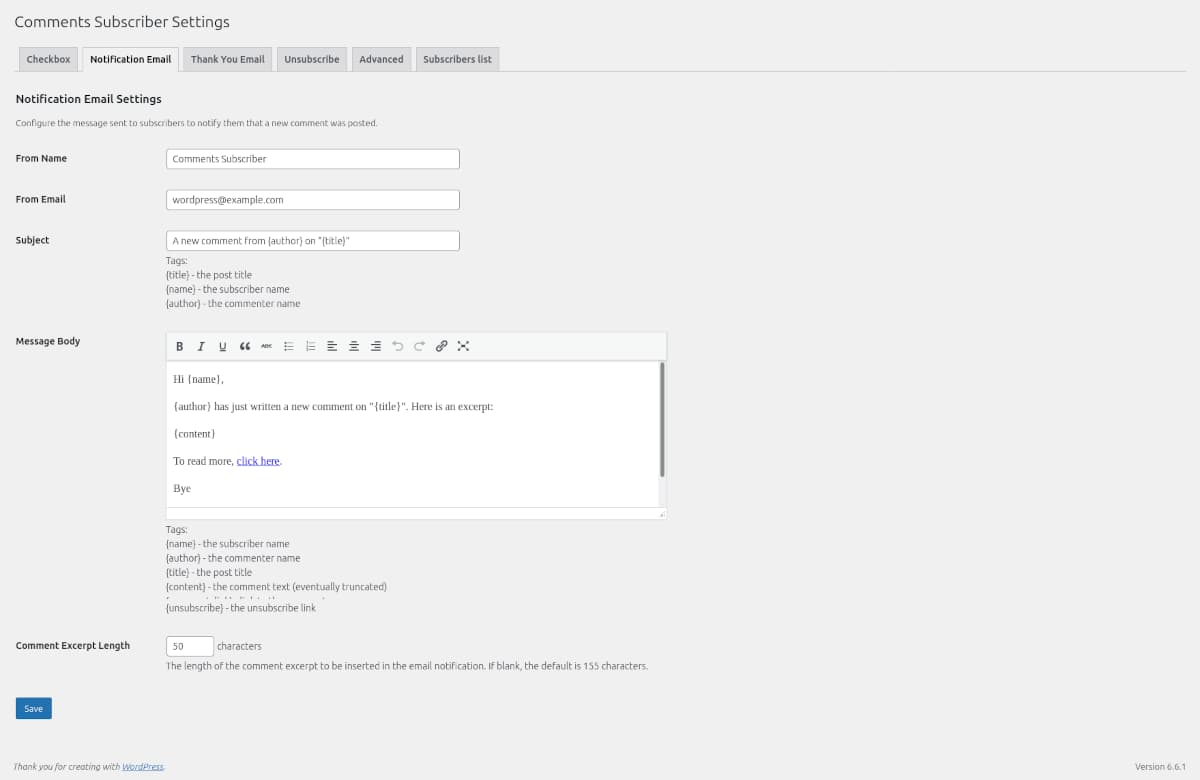 Comments Subscriber Settings
Checkbox Notification Email Thank You Email Unsubscribe Advanced Subscribers list
Notification Email Settings
Configure the message sent to subscribers to notify them that a new comment was posted.
From Name Comments Subscriber
From Email wordpress@example.com
Subject A new comment from {author} on "{title}"
Tags:
{title} - the post title
{name} - the subscriber name
{author} - the commenter name
Message Body B I U ABC
Hi {name},
{author} has just written a new comment on "{title}". Here is an excerpt:
{content}
To read more, click here.
Bye
Tags:
{name} - the subscriber name
{author} - the commenter name
{title} - the post title
{content} - the comment text (eventually truncated)
{unsubscribe} - the unsubscribe link
Comment Excerpt Length 50 characters
The length of the comment excerpt to be inserted in the email notification. If blank, the default is 155 characters.
Save
Thank you for creating with WordPress. Version 6.6.1